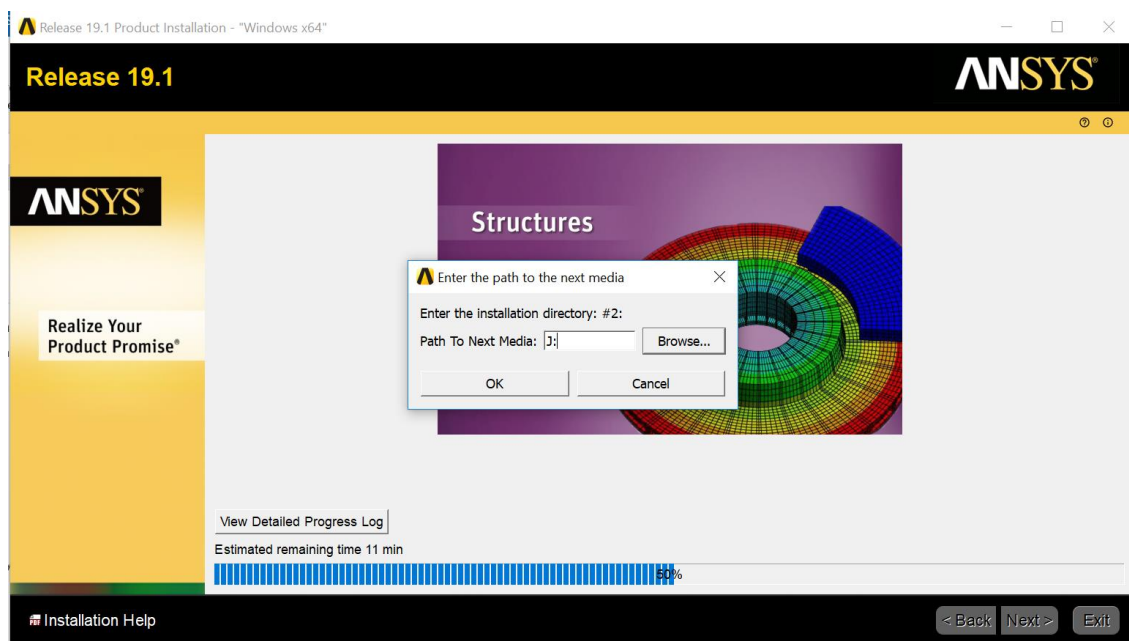 Release 19.1 Product Installation - "Windows x64"
Release 19.1
ANSYS®
ANSYS®
Structures
Enter the path to the next media
Enter the installation directory: #2:
Path To Next Media: J:
Browse...
OK
Cancel
Realize Your
Product Promise®
View Detailed Progress Log
Estimated remaining time 11 min
50%
Installation Help
< Back
Next >
Exit